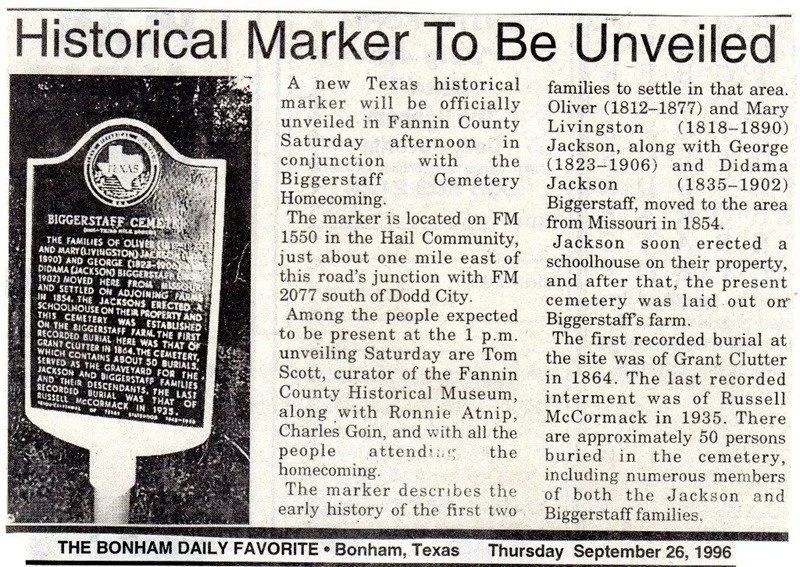 Historical Marker To Be Unveiled
TEXAS
BIGGERSTAFF
THE FAMILIES OF OLIVER
AND MARY (LIVINGSTON) JACKSON
1890) AND GEORGE (1823-1906)
DIDAMA (JACKSON) BIGGERSTAFF
1902) MOVED HERE FROM MISSOURI
AND SETTLED ON ADJOINING FARMS
IN 1854. THE JACKSONS ERECTED A
SCHOOLHOUSE ON THEIR PROPERTY AND
THIS CEMETERY WAS ESTABLISHED
ON THE BIGGERSTAFF FARM. THE FIRST
RECORDED BURIAL HERE WAS THAT OF
GRANT CLUTTER IN 1864. THE CEMETERY,
WHICH CONTAINS ABOUT 50 BURIALS,
SERVED AS THE GRAVEYARD FOR THE
JACKSON AND BIGGERSTAFF FAMILIES
AND THEIR DESCENDANTS. THE LAST
RECORDED BURIAL WAS THAT OF
RUSSELL McCORMACK IN 1935.
A new Texas historical
marker will be officially
unveiled in Fannin County
Saturday afternoon in
conjunction with the
Biggerstaff Cemetery
Homecoming.
The marker is located on FM
1550 in the Hail Community,
just about one mile east of
this road's junction with FM
2077 south of Dodd City.
Among the people expected
to be present at the 1 p.m.
unveiling Saturday are Tom
Scott, curator of the Fannin
County Historical Museum,
along with Ronnie Atnip,
Charles Goin, and with all the
people attending the
homecoming.
The marker describes the
early history of the first two
families to settle in that area.
Oliver (1812–1877) and Mary
Livingston (1818–1890)
Jackson, along with George
(1823–1906) and Didama
Jackson (1835–1902)
Biggerstaff, moved to the area
from Missouri in 1854.
Jackson soon erected a
schoolhouse on their property,
and after that, the present
cemetery was laid out on
Biggerstaff's farm.
The first recorded burial at
the site was of Grant Clutter
in 1864. The last recorded
interment was of Russell
McCormack in 1935. There
are approximately 50 persons
buried in the cemetery,
including numerous members
of both the Jackson and
Biggerstaff families.
THE BONHAM DAILY FAVORITE • Bonham, Texas Thursday September 26, 1996